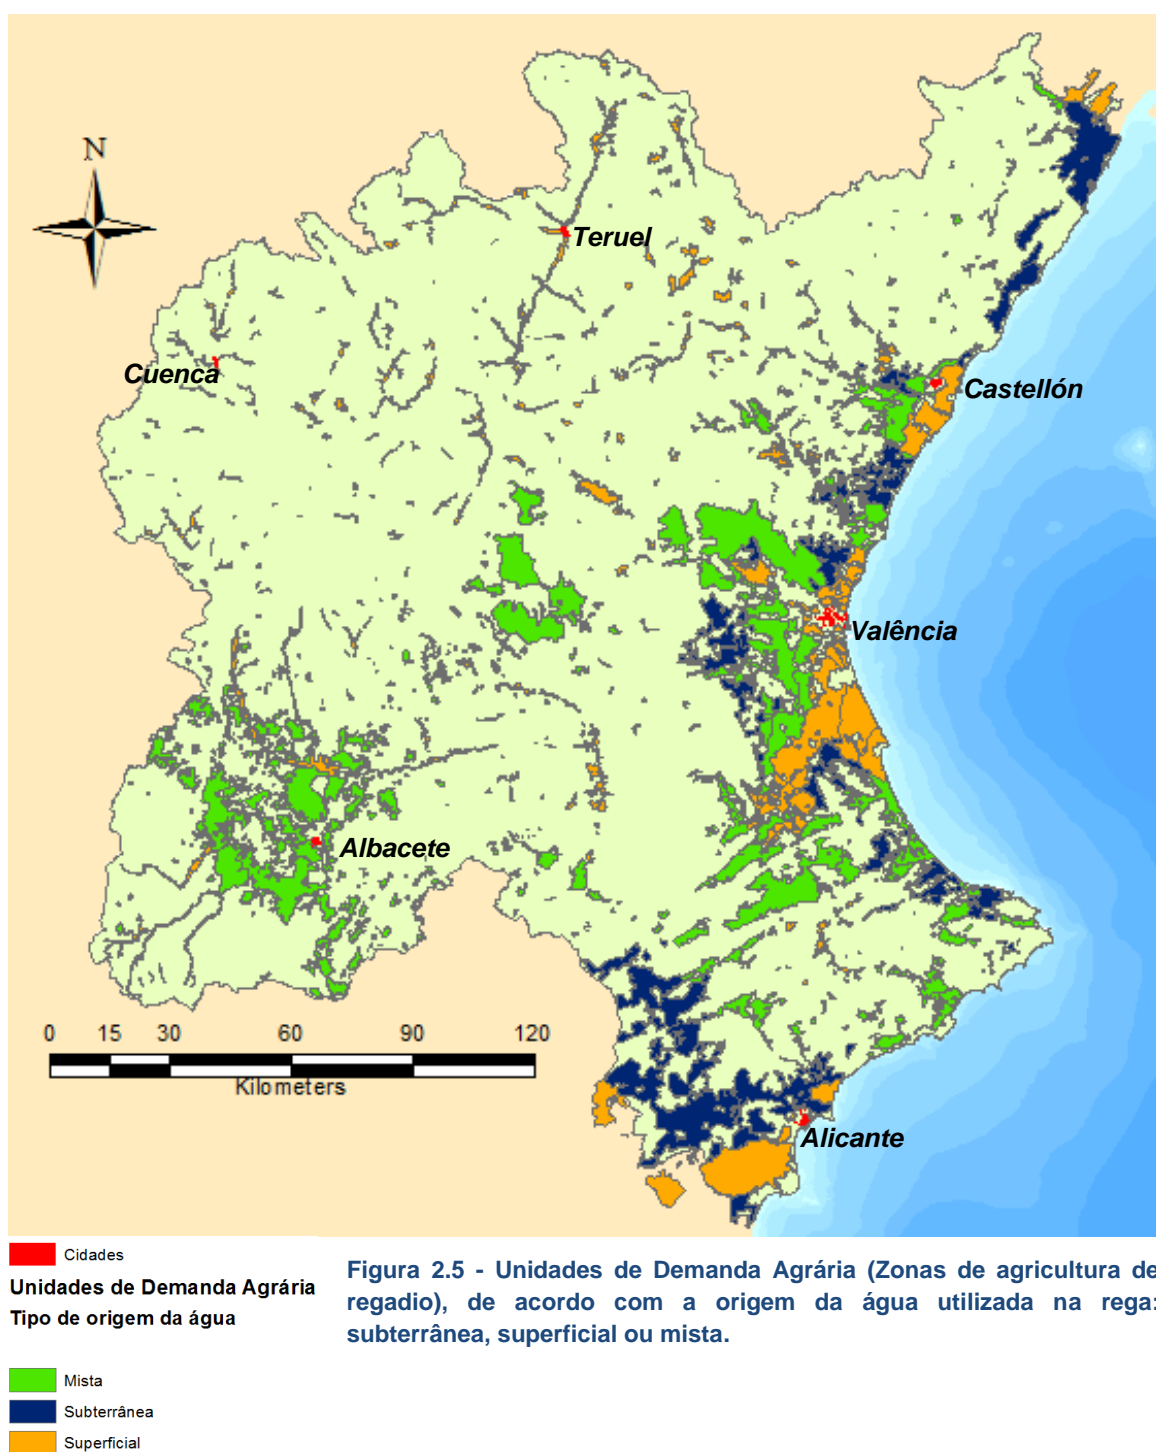 N
Teruel
Cuenca
Castellón
Valência
Albacete
0 15 30 60 90 120
Kilometers
Alicante
Cidades
Unidades de Demanda Agrária
Tipo de origem da água
Mista
Subterrânea
Superficial
Figura 2.5 - Unidades de Demanda Agrária (Zonas de agricultura de
regadio), de acordo com a origem da água utilizada na rega:
subterrânea, superficial ou mista.